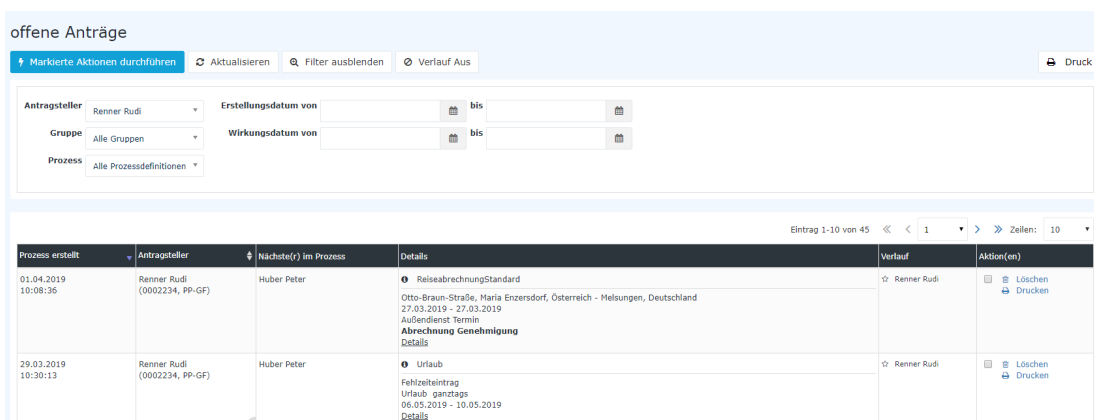 offene Anträge
Markierte Aktionen durchführen Aktualisieren Filter ausblenden Verlauf Aus Druck
Antragsteller Renner Rudi Erstellungsdatum von bis
Gruppe Alle Gruppen Wirkungsdatum von bis
Prozess Alle Prozessdefinitionen
Eintrag 1-10 von 45 1 Zeilen: 10
Prozess erstellt Antragsteller Nächste(r) im Prozess Details Verlauf Aktion(en)
01.04.2019 Renner Rudi Huber Peter ReiseabrechnungStandard Renner Rudi Löschen
10:08:36 (0002234, PP-GF) Drucken
Otto-Braun-Straße, Maria Enzersdorf, Österreich - Melsungen, Deutschland
27.03.2019 - 27.03.2019
Außendienst Termin
Abrechnung Genehmigung
Details
29.03.2019 Renner Rudi Huber Peter Urlaub Renner Rudi Löschen
10:30:13 (0002234, PP-GF) Drucken
Fehlzeiteintrag
Urlaub ganztags
06.05.2019 - 10.05.2019
Details